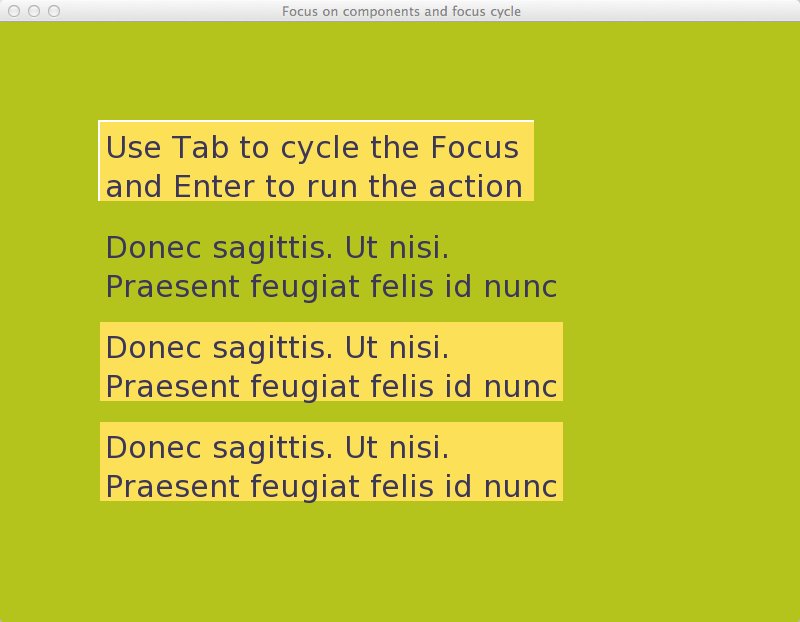 Focus on components and focus cycle
Use Tab to cycle the Focus
and Enter to run the action
Donec sagittis. Ut nisi.
Praesent feugiat felis id nunc
Donec sagittis. Ut nisi.
Praesent feugiat felis id nunc
Donec sagittis. Ut nisi.
Praesent feugiat felis id nunc